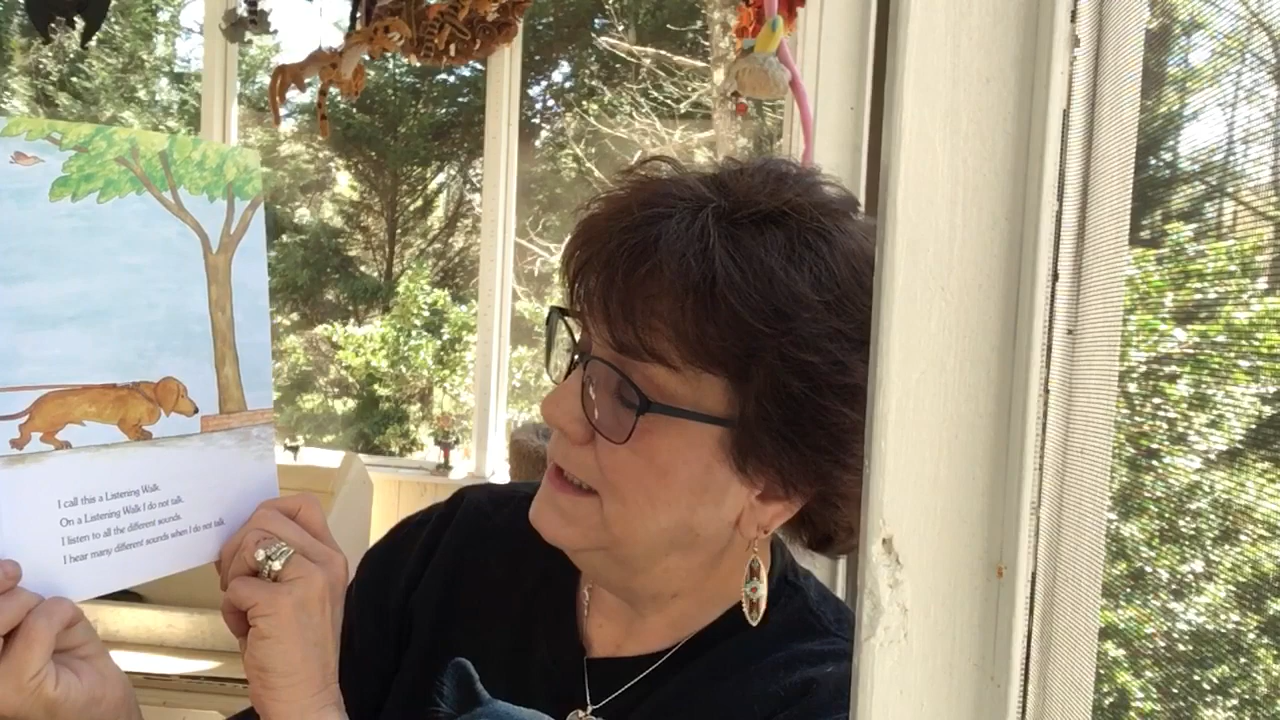 I call this a Listening Walk.
On a Listening Walk I do not talk.
I listen to all the different sounds.
I hear many different sounds when I do not talk.